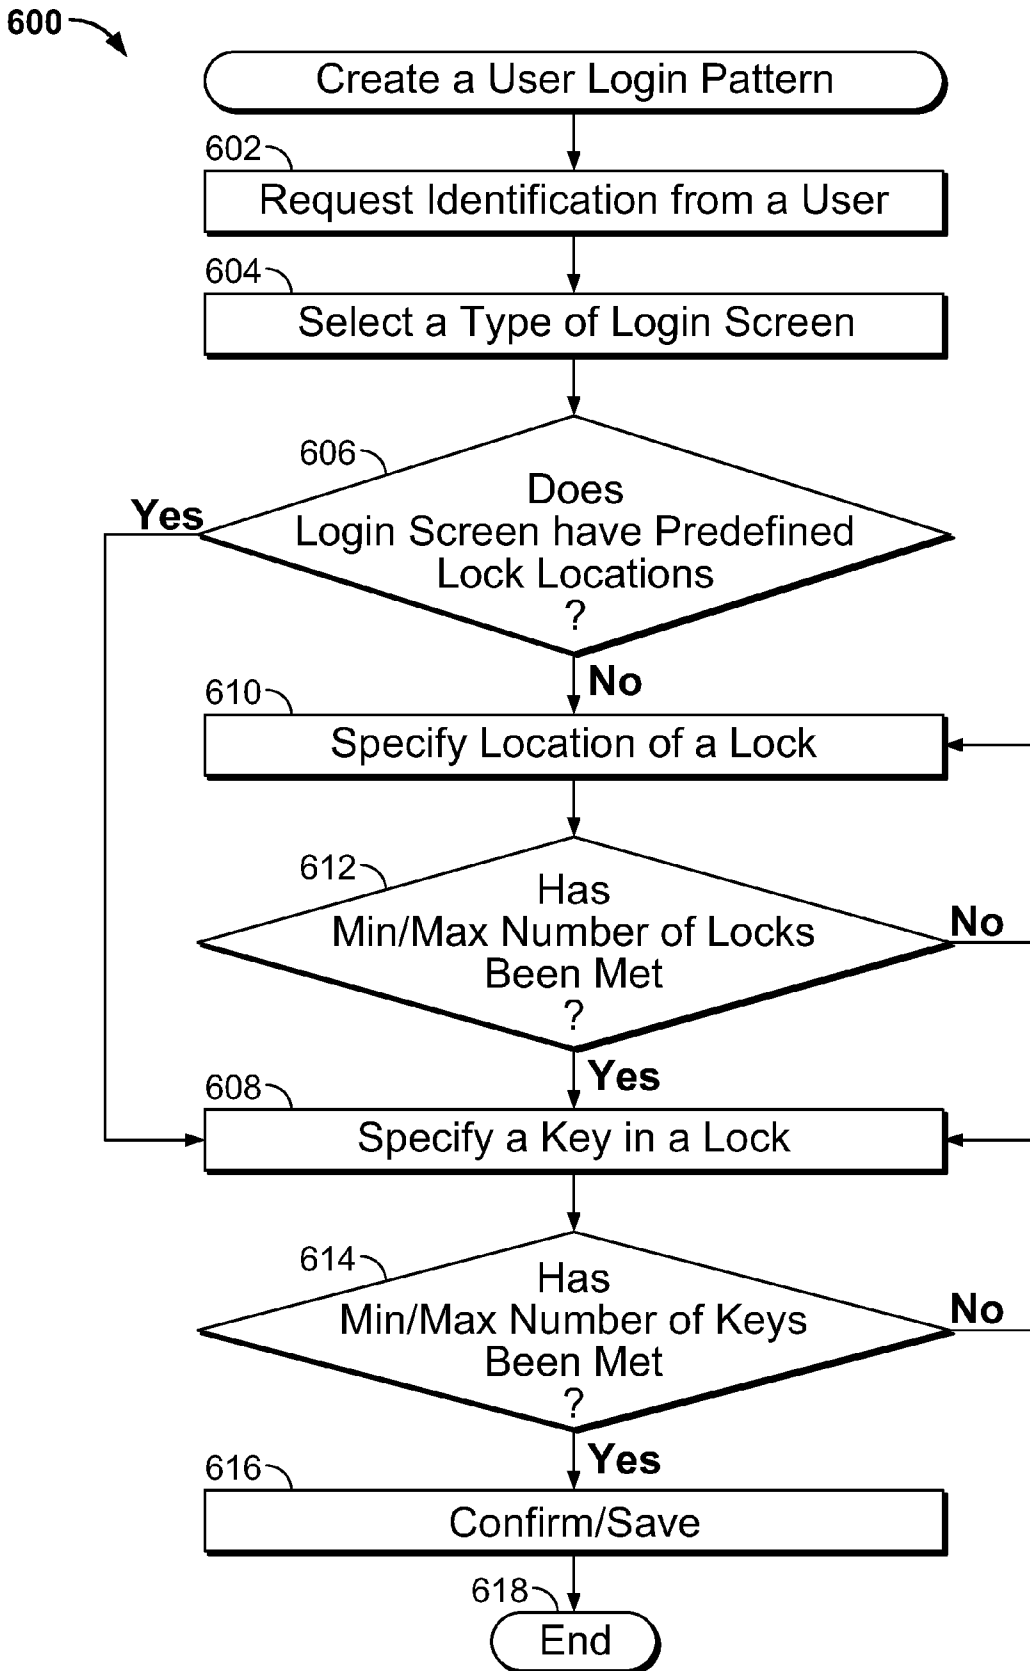 600
Create a User Login Pattern
602
Request Identification from a User
604
Select a Type of Login Screen
606
Does
Yes
Login Screen have Predefined
Lock Locations
?
No
610
Specify Location of a Lock
612
Has
Min/Max Number of Locks
No
Been Met
?
Yes
608
Specify a Key in a Lock
614
Has
Min/Max Number of Keys
No
Been Met
?
Yes
616
Confirm/Save
618
End